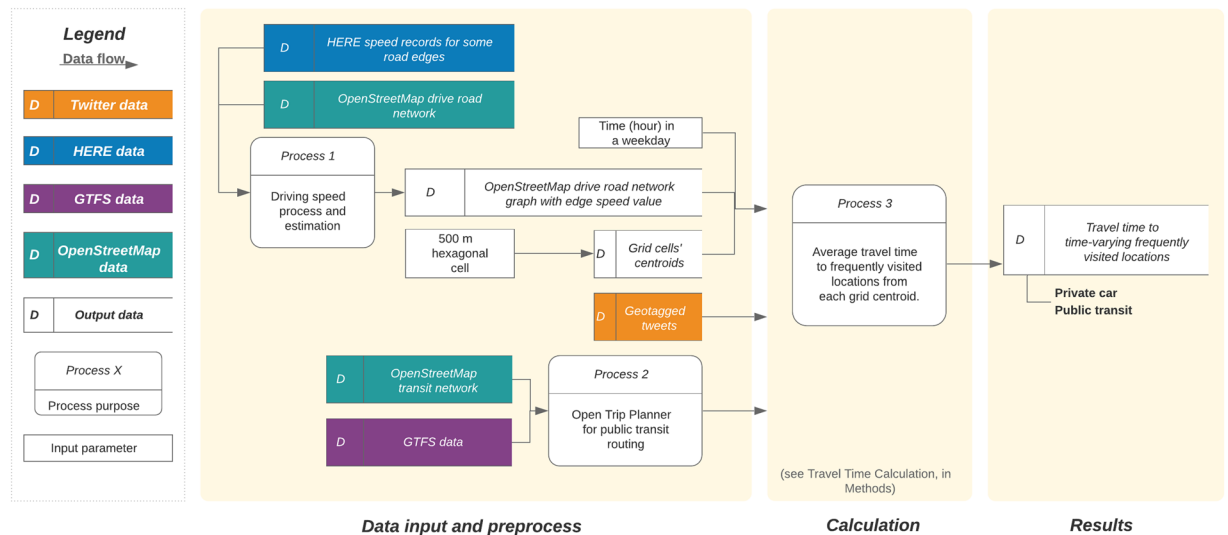 Legend
Data flow
D Twitter data
D HERE data
D GTFS data
D OpenStreetMap
data
D Output data
Process X
Process purpose
Input parameter
D HERE speed records for some
road edges
D OpenStreetMap drive road
network
Process 1
Driving speed
process and
estimation
Time (hour) in
a weekday
D OpenStreetMap drive road network
graph with edge speed value
500 m
hexagonal
cell
D Grid cells'
centroids
D Geotagged
tweets
D OpenStreetMap
transit network
D GTFS data
Process 2
Open Trip Planner
for public transit
routing
Data input and preprocess
Process 3
Average travel time
to frequently visited
locations from
each grid centroid.
(see Travel Time Calculation, in
Methods)
Calculation
D Travel time to
time-varying frequently
visited locations
Private car
Public transit
Results